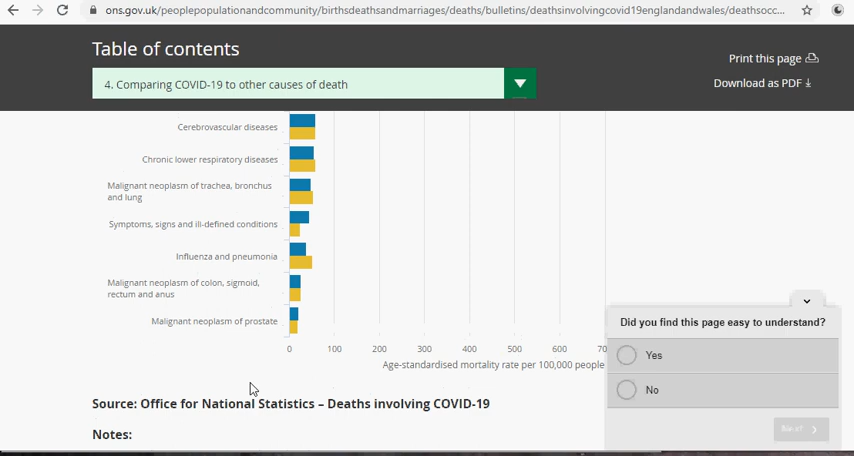 ons.gov.uk/peoplepopulationandcommunity/birthsdeathsandmarriages/deaths/bulletins/deathsinvolvingcovid19englandandwales/deathsocc...
Table of contents
Print this page
4. Comparing COVID-19 to other causes of death
Download as PDF
Cerebrovascular diseases
Chronic lower respiratory diseases
Malignant neoplasm of trachea, bronchus
and lung
Symptoms, signs and ill-defined conditions
Influenza and pneumonia
Malignant neoplasm of colon, sigmoid,
rectum and anus
Malignant neoplasm of prostate
0 100 200 300 400 500 600 70
Age-standardised mortality rate per 100,000 people
Did you find this page easy to understand?
Yes
No
Next
Source: Office for National Statistics – Deaths involving COVID-19
Notes: